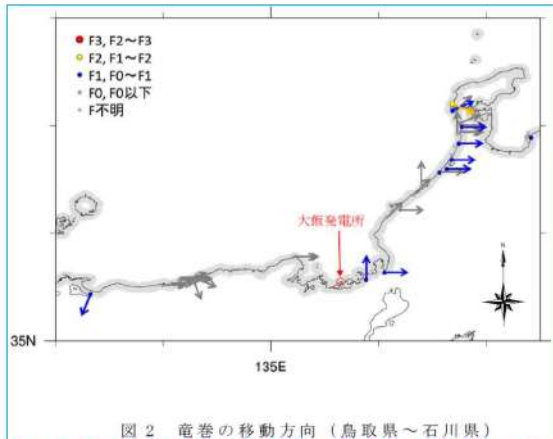 F3, F2～F3
F2, F1～F2
F1, F0～F1
F0, F0以下
F不明
大飯発電所
N
35N
135E
図 2 竜巻の移動方向（鳥取県～石川県）